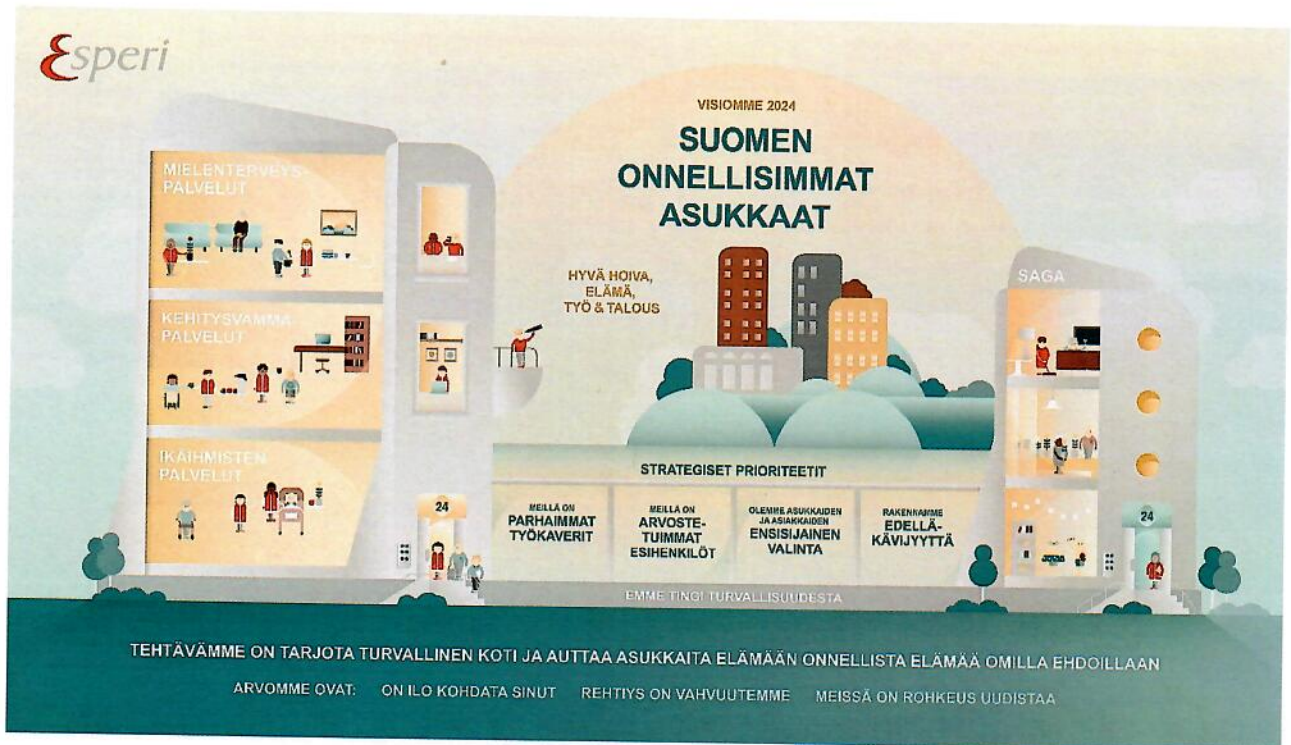 Esperi
VISIOMME 2024
SUOMEN
ONNELLISIMMAT
ASUKKAAT
HYVÄ HOIVA,
ELÄMÄ,
TYÖ & TALOUS
MIELENTERVEYS-
PALVELUT
KEHITYSVAMMA-
PALVELUT
IKÄIHMISTEN
PALVELUT
24
SAGA
24
STRATEGISET PRIORITEETIT
MEILLÄ ON
PARHAIMMAT
TYÖKAVERIT
MEILLÄ ON
ARVOSTE-
TUIMMAT
ESIHENKILÖT
OLEMME ASUKKAIDEN
JA ASIAKKAIDEN
ENSISIJAINEN
VALINTA
RAKENNAMME
EDELLÄ-
KÄVIJYYTTÄ
EMME TINGI TURVALLISUUDESTA
TEHTÄVÄMME ON TARJOTA TURVALLINEN KOTI JA AUTTAA ASUKKAITA ELÄMÄÄN ONNELLISTA ELÄMÄÄ OMILLA EHDOILLAAN
ARVOMME OVAT: ON ILO KOHDATA SINUT REHTIYS ON VAHVUUTEMME MEISSÄ ON ROHKEUS UUDISTAA